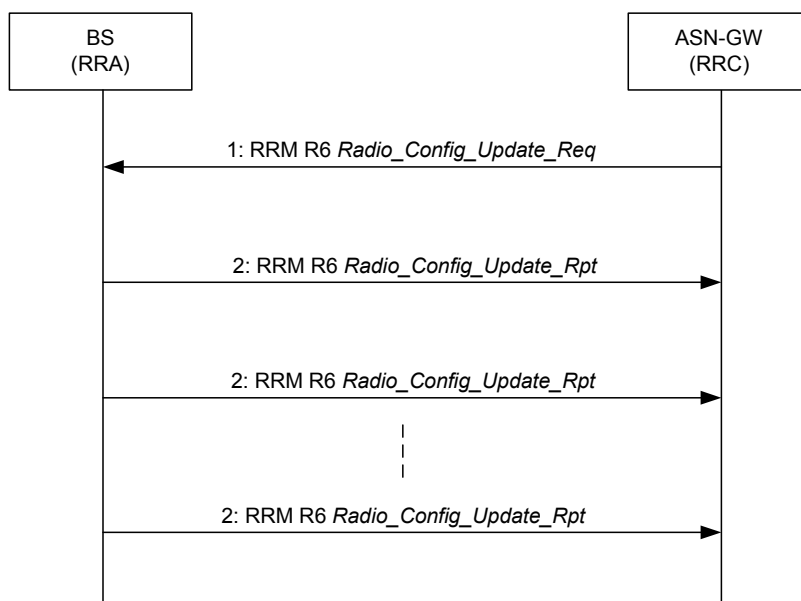 BS
(RRA)
ASN-GW
(RRC)
1: RRM R6 Radio_Config_Update_Req
2: RRM R6 Radio_Config_Update_Rpt
2: RRM R6 Radio_Config_Update_Rpt
2: RRM R6 Radio_Config_Update_Rpt